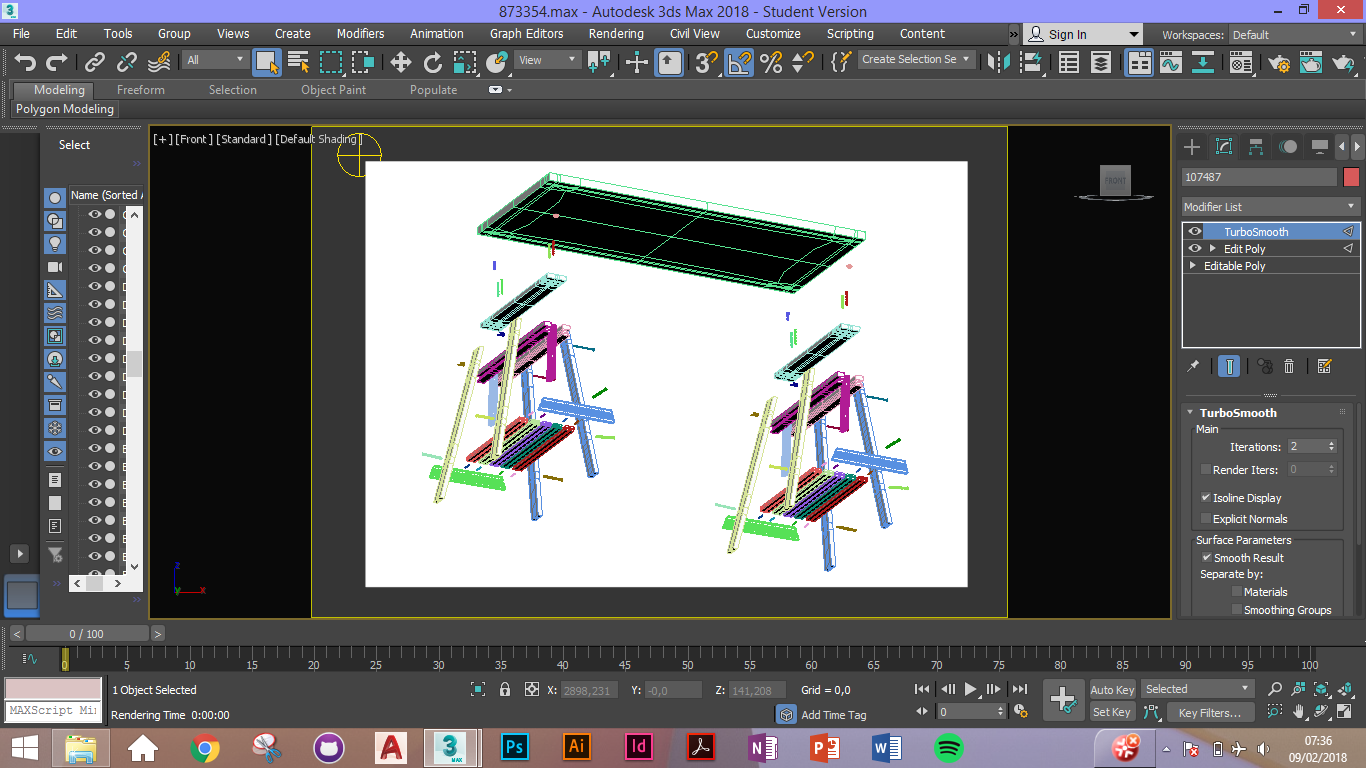 873354.max - Autodesk 3ds Max 2018 - Student Version
File Edit Tools Group Views Create Modifiers Animation Graph Editors Rendering Civil View Customize Scripting Content » Sign In Workspaces: Default
All View Create Selection Se
Modeling Freeform Selection Object Paint Populate
Polygon Modeling
[+] [Front] [Standard] [Default Shading]
Select
Name (Sorted A
FRONT
107487
Modifier List
TurboSmooth
Edit Poly
Editable Poly
TurboSmooth
Main
Iterations: 2
Render Iters: 0
Isoline Display
Explicit Normals
Surface Parameters
Smooth Result
Separate by:
Materials
Smoothing Groups
z
y x
< 0 / 100 >
0 5 10 15 20 25 30 35 40 45 50 55 60 65 70 75 80 85 90 95 100
1 Object Selected X: 2898,231 Y: -0,0 Z: 141,208 Grid = 0,0 Auto Key Selected
MAXScript Mi
Rendering Time 0:00:00 Add Time Tag 0 Set Key Key Filters...
A 3 MAX Ps Ai Id N P W
07:36
09/02/2018